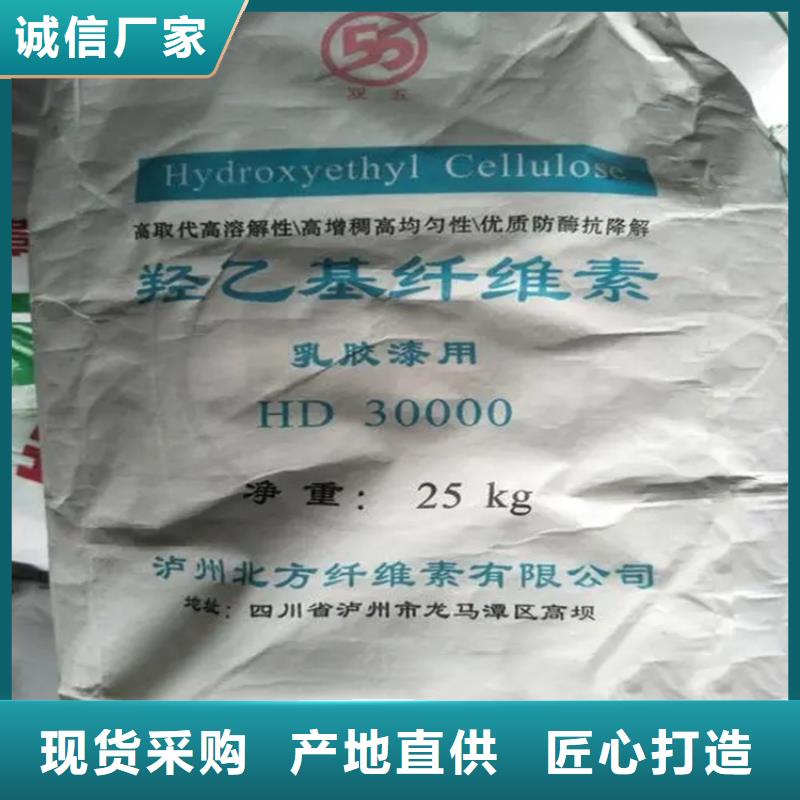 诚信厂家
55
双五
Hydroxyethyl Cellulose
高取代高溶解性\高增稠高均匀性\优质防酶抗降解
羟乙基纤维素
乳胶漆用
HD 30000
净重: 25 kg
泸州北方纤维素有限公司
地址:四川省泸州市龙马潭区高坝
现货采购 产地直供 匠心打造